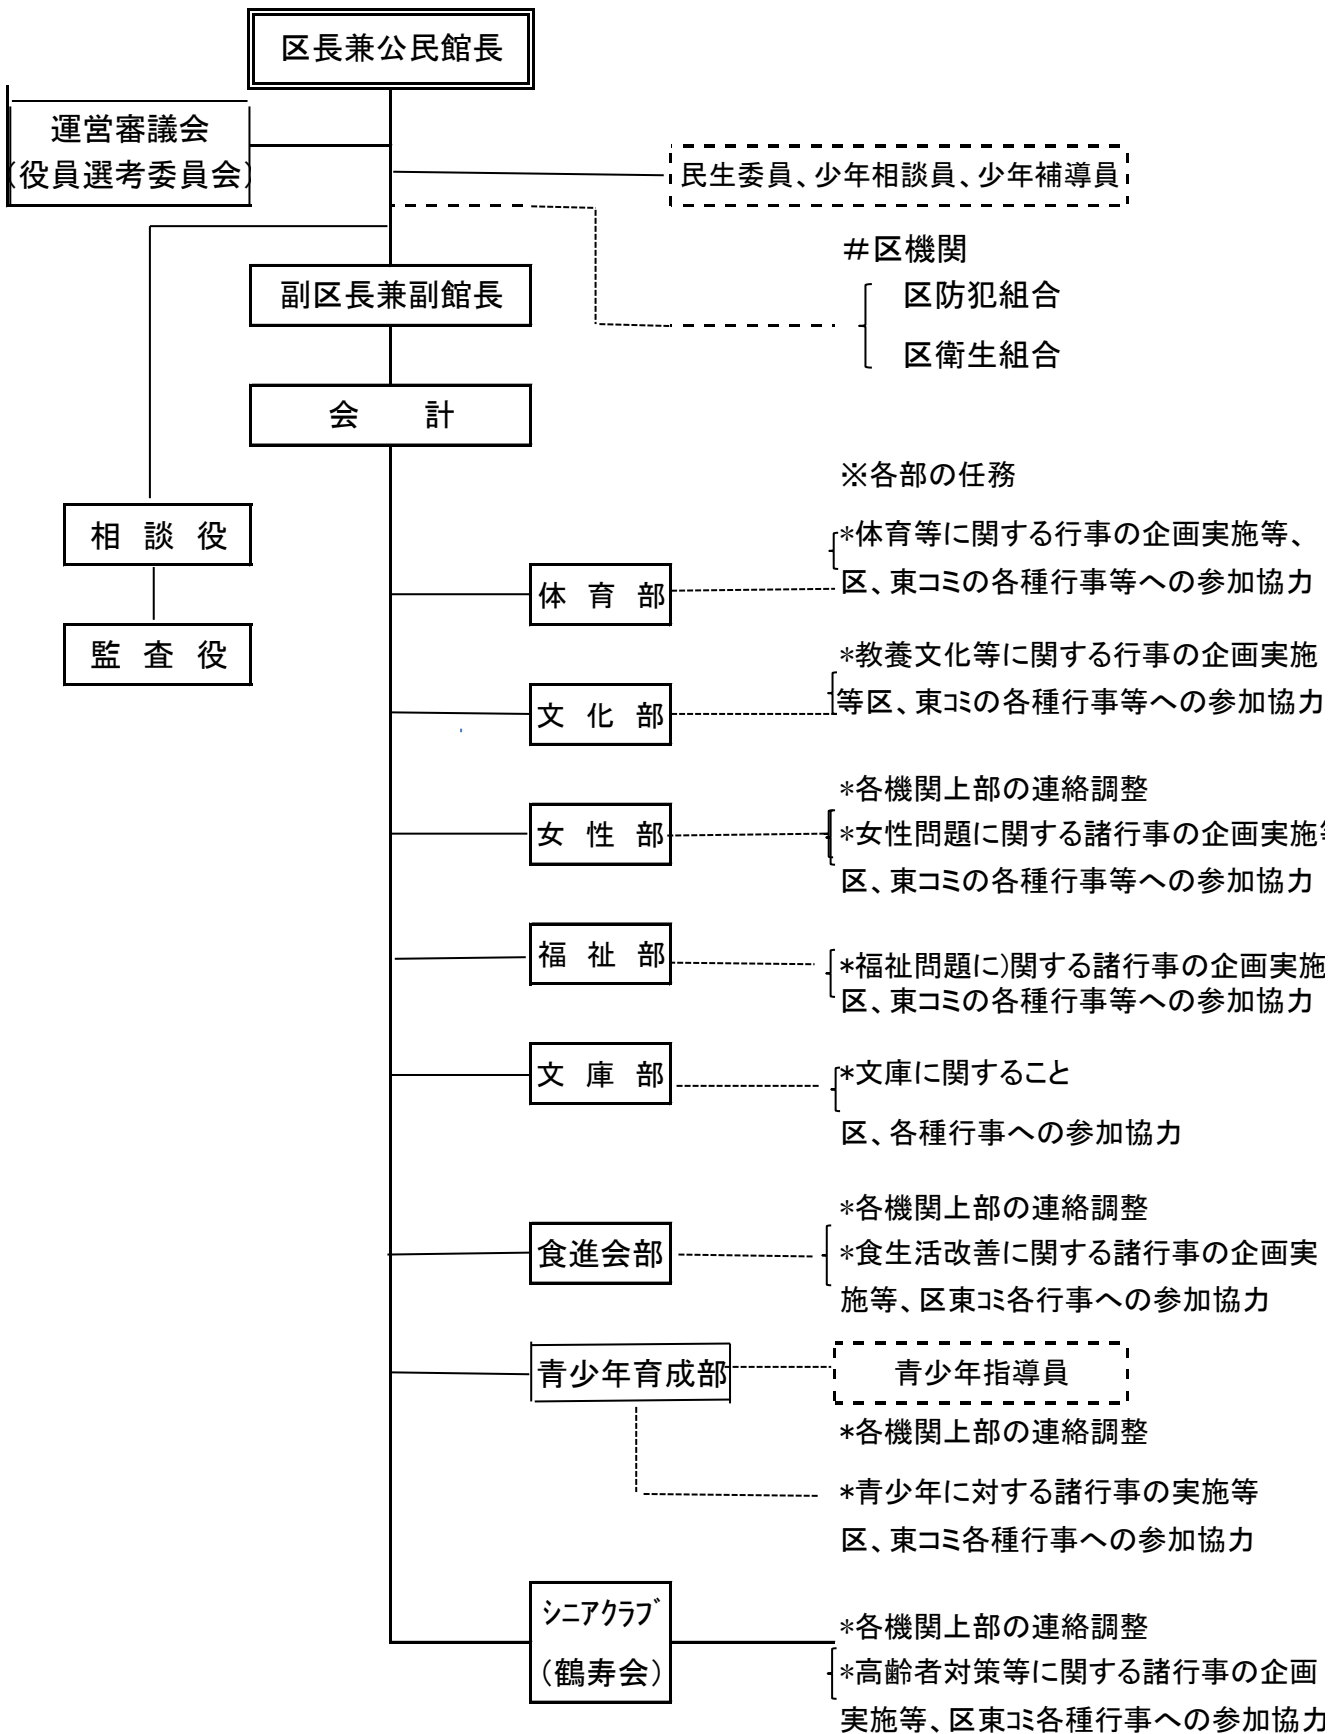 区長兼公民館長
運営審議会
(役員選考委員会)
民生委員、少年相談員、少年補導員
＃区機関
副区長兼副館長
区防犯組合
区衛生組合
会　計
※各部の任務
相 談 役
*体育等に関する行事の企画実施等、
体 育 部
区、東コミの各種行事等への参加協力
監 査 役
*教養文化等に関する行事の企画実施
文 化 部
等区、東ｺﾐの各種行事等への参加協力
*各機関上部の連絡調整
女 性 部
*女性問題に関する諸行事の企画実施等
区、東コミの各種行事等への参加協力
福 祉 部
*福祉問題に)関する諸行事の企画実施
区、東コミの各種行事等への参加協力
文 庫 部
*文庫に関すること
区、各種行事への参加協力
*各機関上部の連絡調整
食進会部
*食生活改善に関する諸行事の企画実
施等、区東ｺﾐ各行事への参加協力
青少年育成部
青少年指導員
*各機関上部の連絡調整
*青少年に対する諸行事の実施等
区、東コミ各種行事への参加協力
ｼﾆｱｸﾗﾌﾞ
(鶴寿会)
*各機関上部の連絡調整
*高齢者対策等に関する諸行事の企画
実施等、区東ｺﾐ各種行事への参加協力